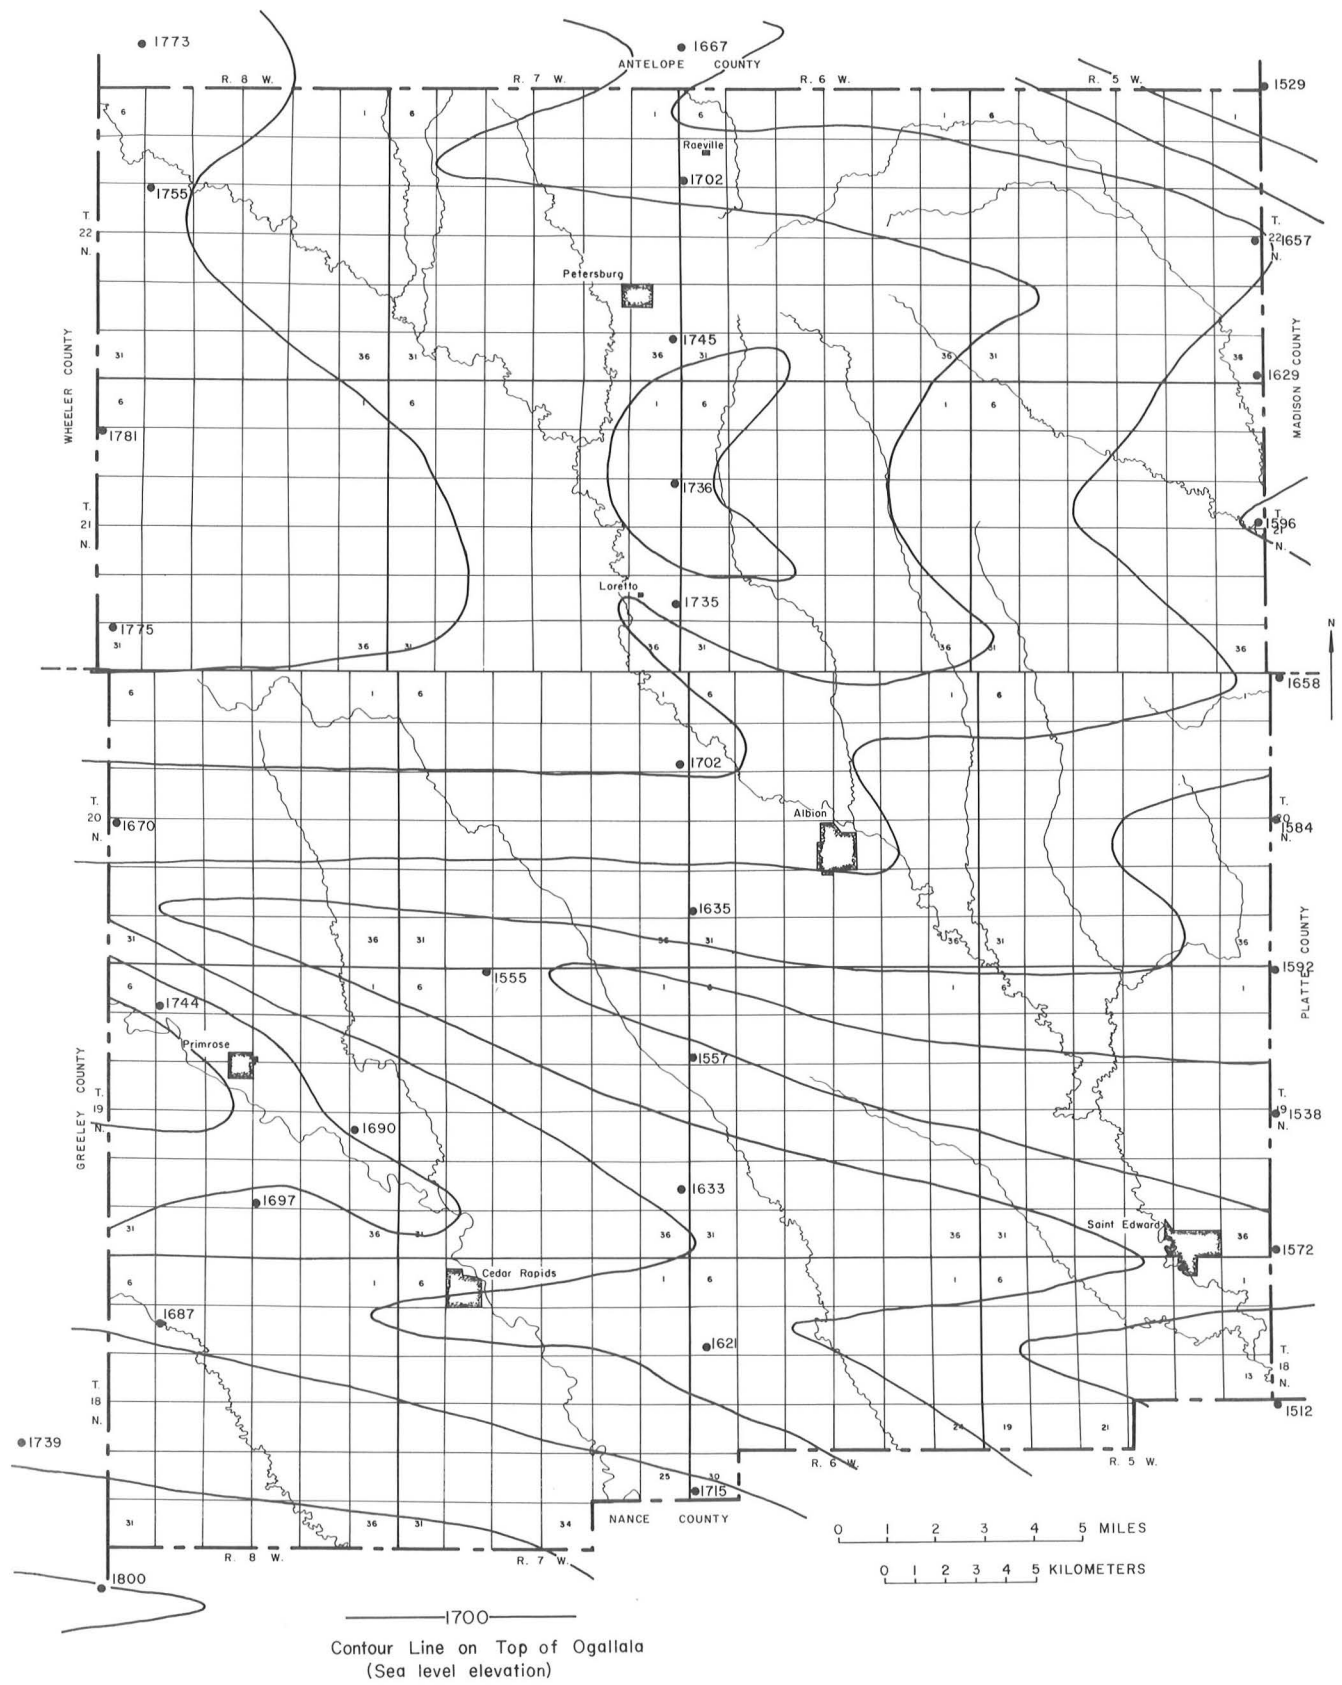 1773
1667
ANTELOPE COUNTY
R. 8 W.
R. 7 W.
R. 6 W.
R. 5 W.
1529
6 1 6 1 6 1 6 1
Raeville
1702
1755
T. 22 N.
T. 22 N.
1657
Petersburg
1745
WHEELER COUNTY
MADISON COUNTY
31 36 31 36 31 36 31 36
1629
6 1 6 1 6 1 6
1781
1736
T. 21 N.
T. 21 N.
1596
Loretto
1735
1775
N
31 36 31 36 31 36 31 36
1658
6 1 6 1 6 1 6 1
1702
T. 20 N.
T. 20 N.
Albion
1670
1584
1635
31 36 31 36 31 36 31 36
PLATTE COUNTY
1555
1592
6 1 6 1 6 1 6 1
1744
Primrose
1557
GREELEY COUNTY
T. 19 N.
T. 19 N.
1538
1690
1633
1697
Saint Edward
31 36 31 36 31 36 31 36
1572
Cedar Rapids
6 1 6 1 6 1 6 1
1687
1621
T. 18 N.
T. 18 N.
13
1512
24 19 21
1739
R. 6 W.
R. 5 W.
25 30
1715
31 36 31 34
NANCE COUNTY
0 1 2 3 4 5 MILES
R. 8 W.
R. 7 W.
0 1 2 3 4 5 KILOMETERS
1800
1700
Contour Line on Top of Ogallala
(Sea level elevation)